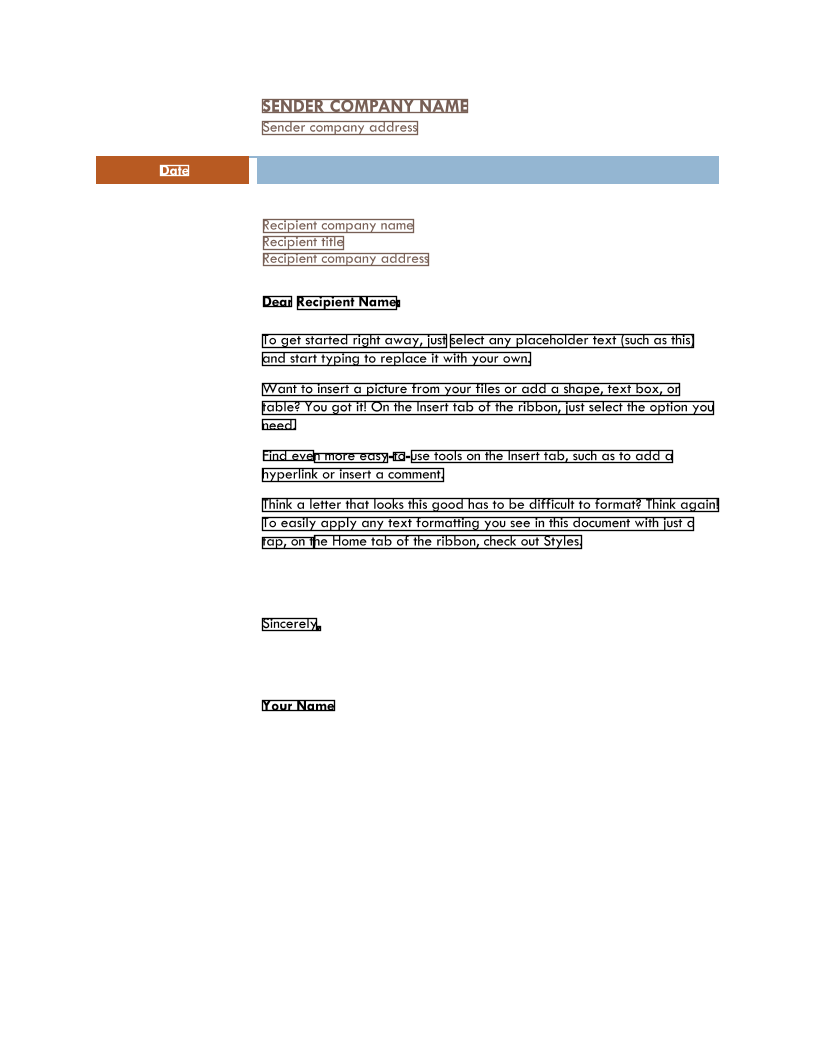 SENDER COMPANY NAME
Sender company address
Date
Recipient company name
Recipient title
Recipient company address
Dear Recipient Name:
To get started right away, just select any placeholder text (such as this)
and start typing to replace it with your own.
Want to insert a picture from your files or add a shape, text box, or
table? You got it! On the Insert tab of the ribbon, just select the option you
need.
Find even more easy-to-use tools on the Insert tab, such as to add a
hyperlink or insert a comment.
Think a letter that looks this good has to be difficult to format? Think again!
To easily apply any text formatting you see in this document with just a
tap, on the Home tab of the ribbon, check out Styles.
Sincerely,
Your Name